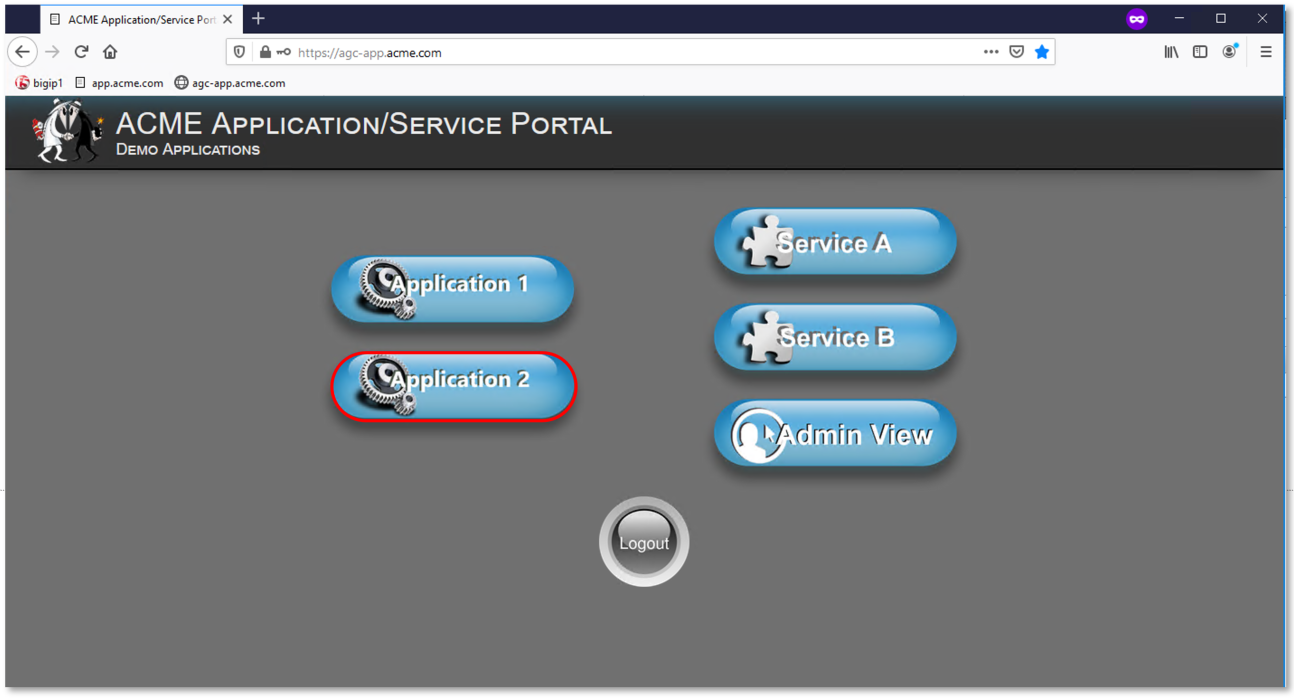 ACME Application/Service Port
https://agc-app.acme.com
bigip1
app.acme.com
agc-app.acme.com
ACME Application/Service Portal
Demo Applications
Application 1
Application 2
Service A
Service B
Admin View
Logout